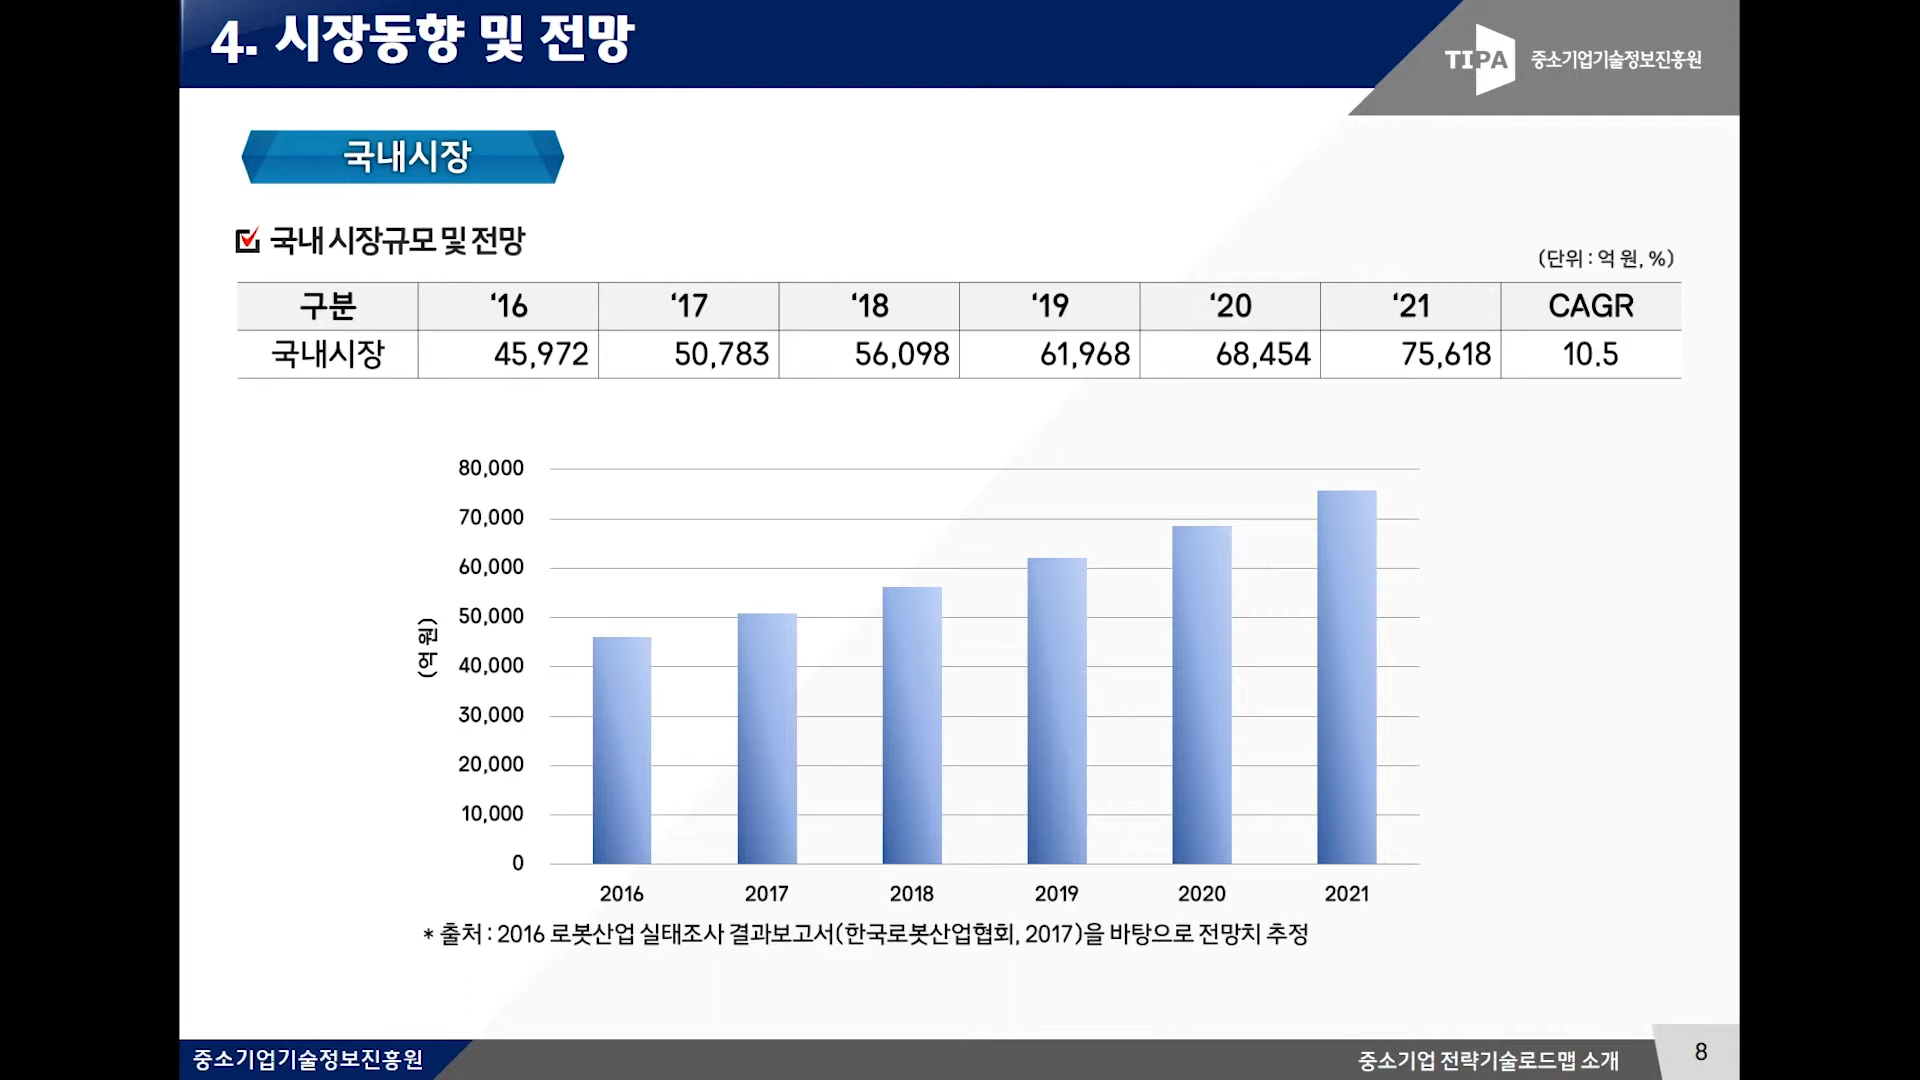 4. 시장동향 및 전망
TIPA 중소기업기술정보진흥원
국내시장
국내 시장규모 및 전망
(단위 : 억 원, %)
구분 ‘16 ‘17 ‘18 ‘19 ‘20 ‘21 CAGR
국내시장 45,972 50,783 56,098 61,968 68,454 75,618 10.5
(억 원)
80,000
70,000
60,000
50,000
40,000
30,000
20,000
10,000
0
2016 2017 2018 2019 2020 2021
* 출처 : 2016 로봇산업 실태조사 결과보고서(한국로봇산업협회, 2017)을 바탕으로 전망치 추정
중소기업기술정보진흥원
중소기업 전략기술로드맵 소개
8